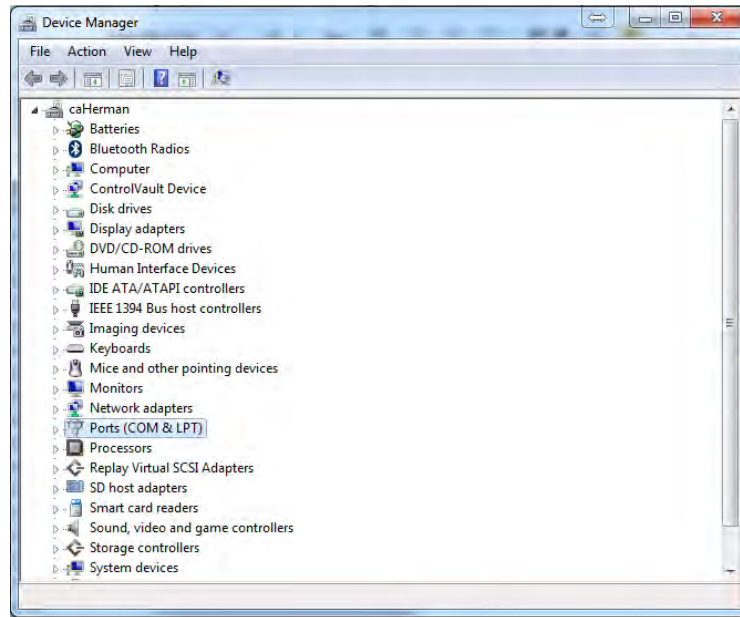 Device Manager
File Action View Help
caHerman
Batteries
Bluetooth Radios
Computer
ControlVault Device
Disk drives
Display adapters
DVD/CD-ROM drives
Human Interface Devices
IDE ATA/ATAPI controllers
IEEE 1394 Bus host controllers
Imaging devices
Keyboards
Mice and other pointing devices
Monitors
Network adapters
Ports (COM & LPT)
Processors
Replay Virtual SCSI Adapters
SD host adapters
Smart card readers
Sound, video and game controllers
Storage controllers
System devices